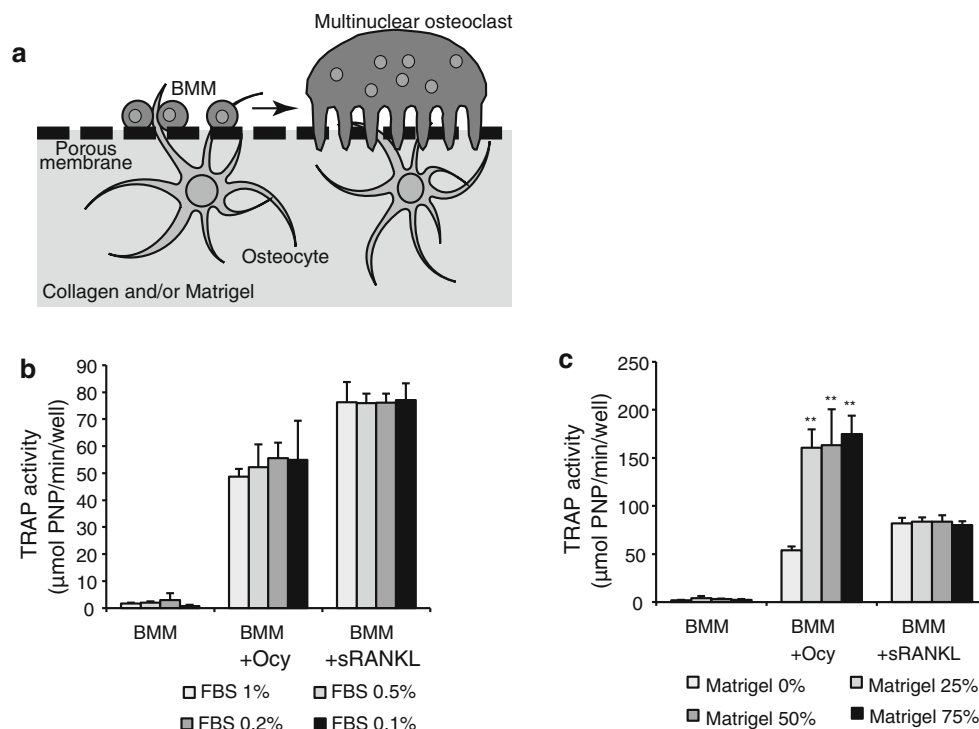 a
Multinuclear osteoclast
BMM
Porous
membrane
Osteocyte
Collagen and/or Matrigel
b
TRAP activity
(µmol PNP/min/well)
90
80
70
60
50
40
30
20
10
0
BMM
BMM
+Ocy
BMM
+sRANKL
FBS 1%
FBS 0.5%
FBS 0.2%
FBS 0.1%
c
TRAP activity
(µmol PNP/min/well)
250
200
150
100
50
0
** ** **
BMM
BMM
+Ocy
BMM
+sRANKL
Matrigel 0%
Matrigel 25%
Matrigel 50%
Matrigel 75%